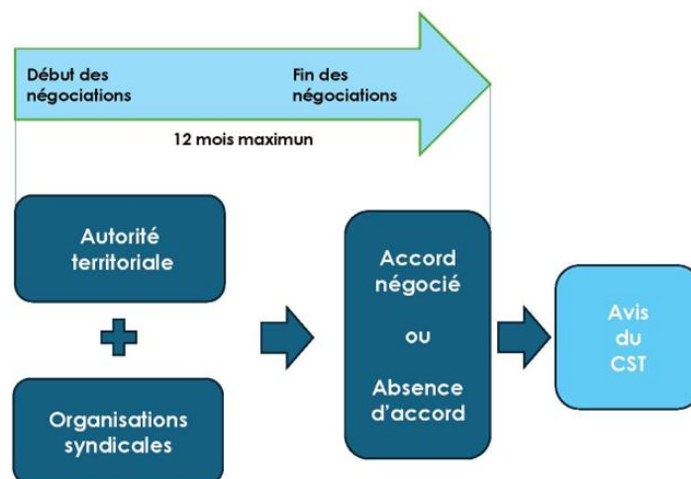 Début des
négociations
Fin des
négociations
12 mois maximun
Autorité
territoriale
Organisations
syndicales
Accord
négocié
ou
Absence
d'accord
Avis
du
CST